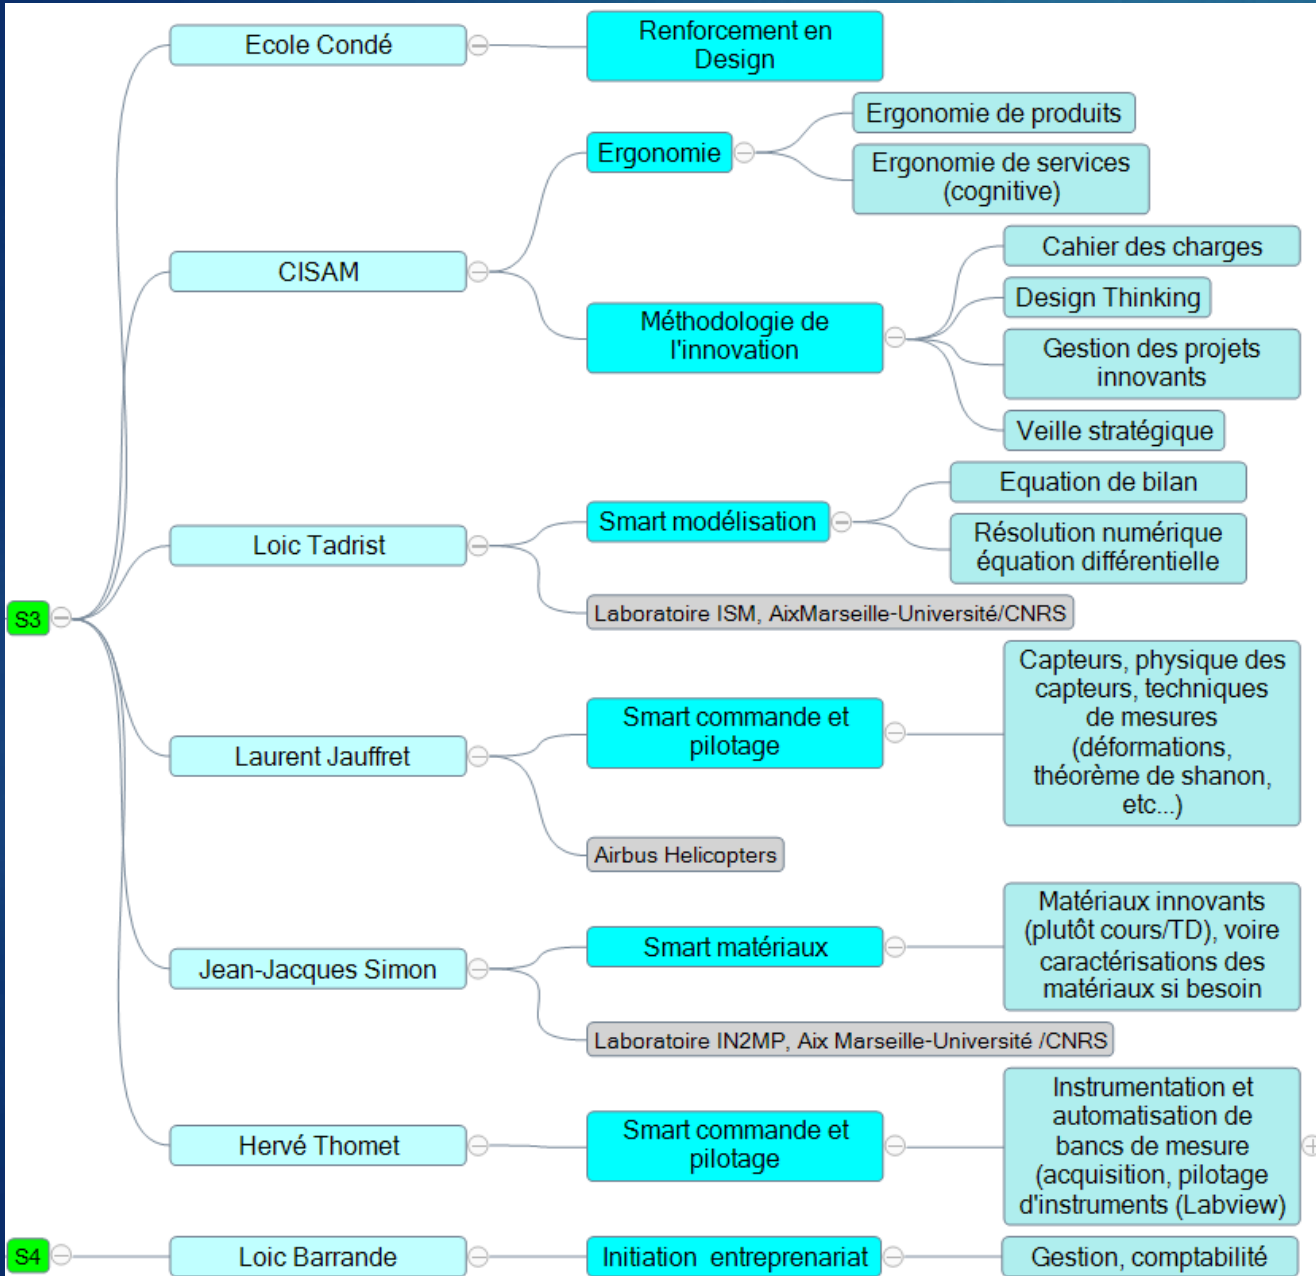 S3
Ecole Condé
Renforcement en
Design
CISAM
Ergonomie
Ergonomie de produits
Ergonomie de services
(cognitive)
Méthodologie de
l'innovation
Cahier des charges
Design Thinking
Gestion des projets
innovants
Veille stratégique
Loic Tadrist
Smart modélisation
Equation de bilan
Résolution numérique
équation différentielle
Laboratoire ISM, AixMarseille-Université/CNRS
Laurent Jauffret
Smart commande et
pilotage
Capteurs, physique des
capteurs, techniques
de mesures
(déformations,
théorème de shanon,
etc...)
Airbus Helicopters
Jean-Jacques Simon
Smart matériaux
Matériaux innovants
(plutôt cours/TD), voire
caractérisations des
matériaux si besoin
Laboratoire IN2MP, Aix Marseille-Université /CNRS
Hervé Thomet
Smart commande et
pilotage
Instrumentation et
automatisation de
bancs de mesure
(acquisition, pilotage
d'instruments (Labview)
S4
Loic Barrande
Initiation entreprenariat
Gestion, comptabilité